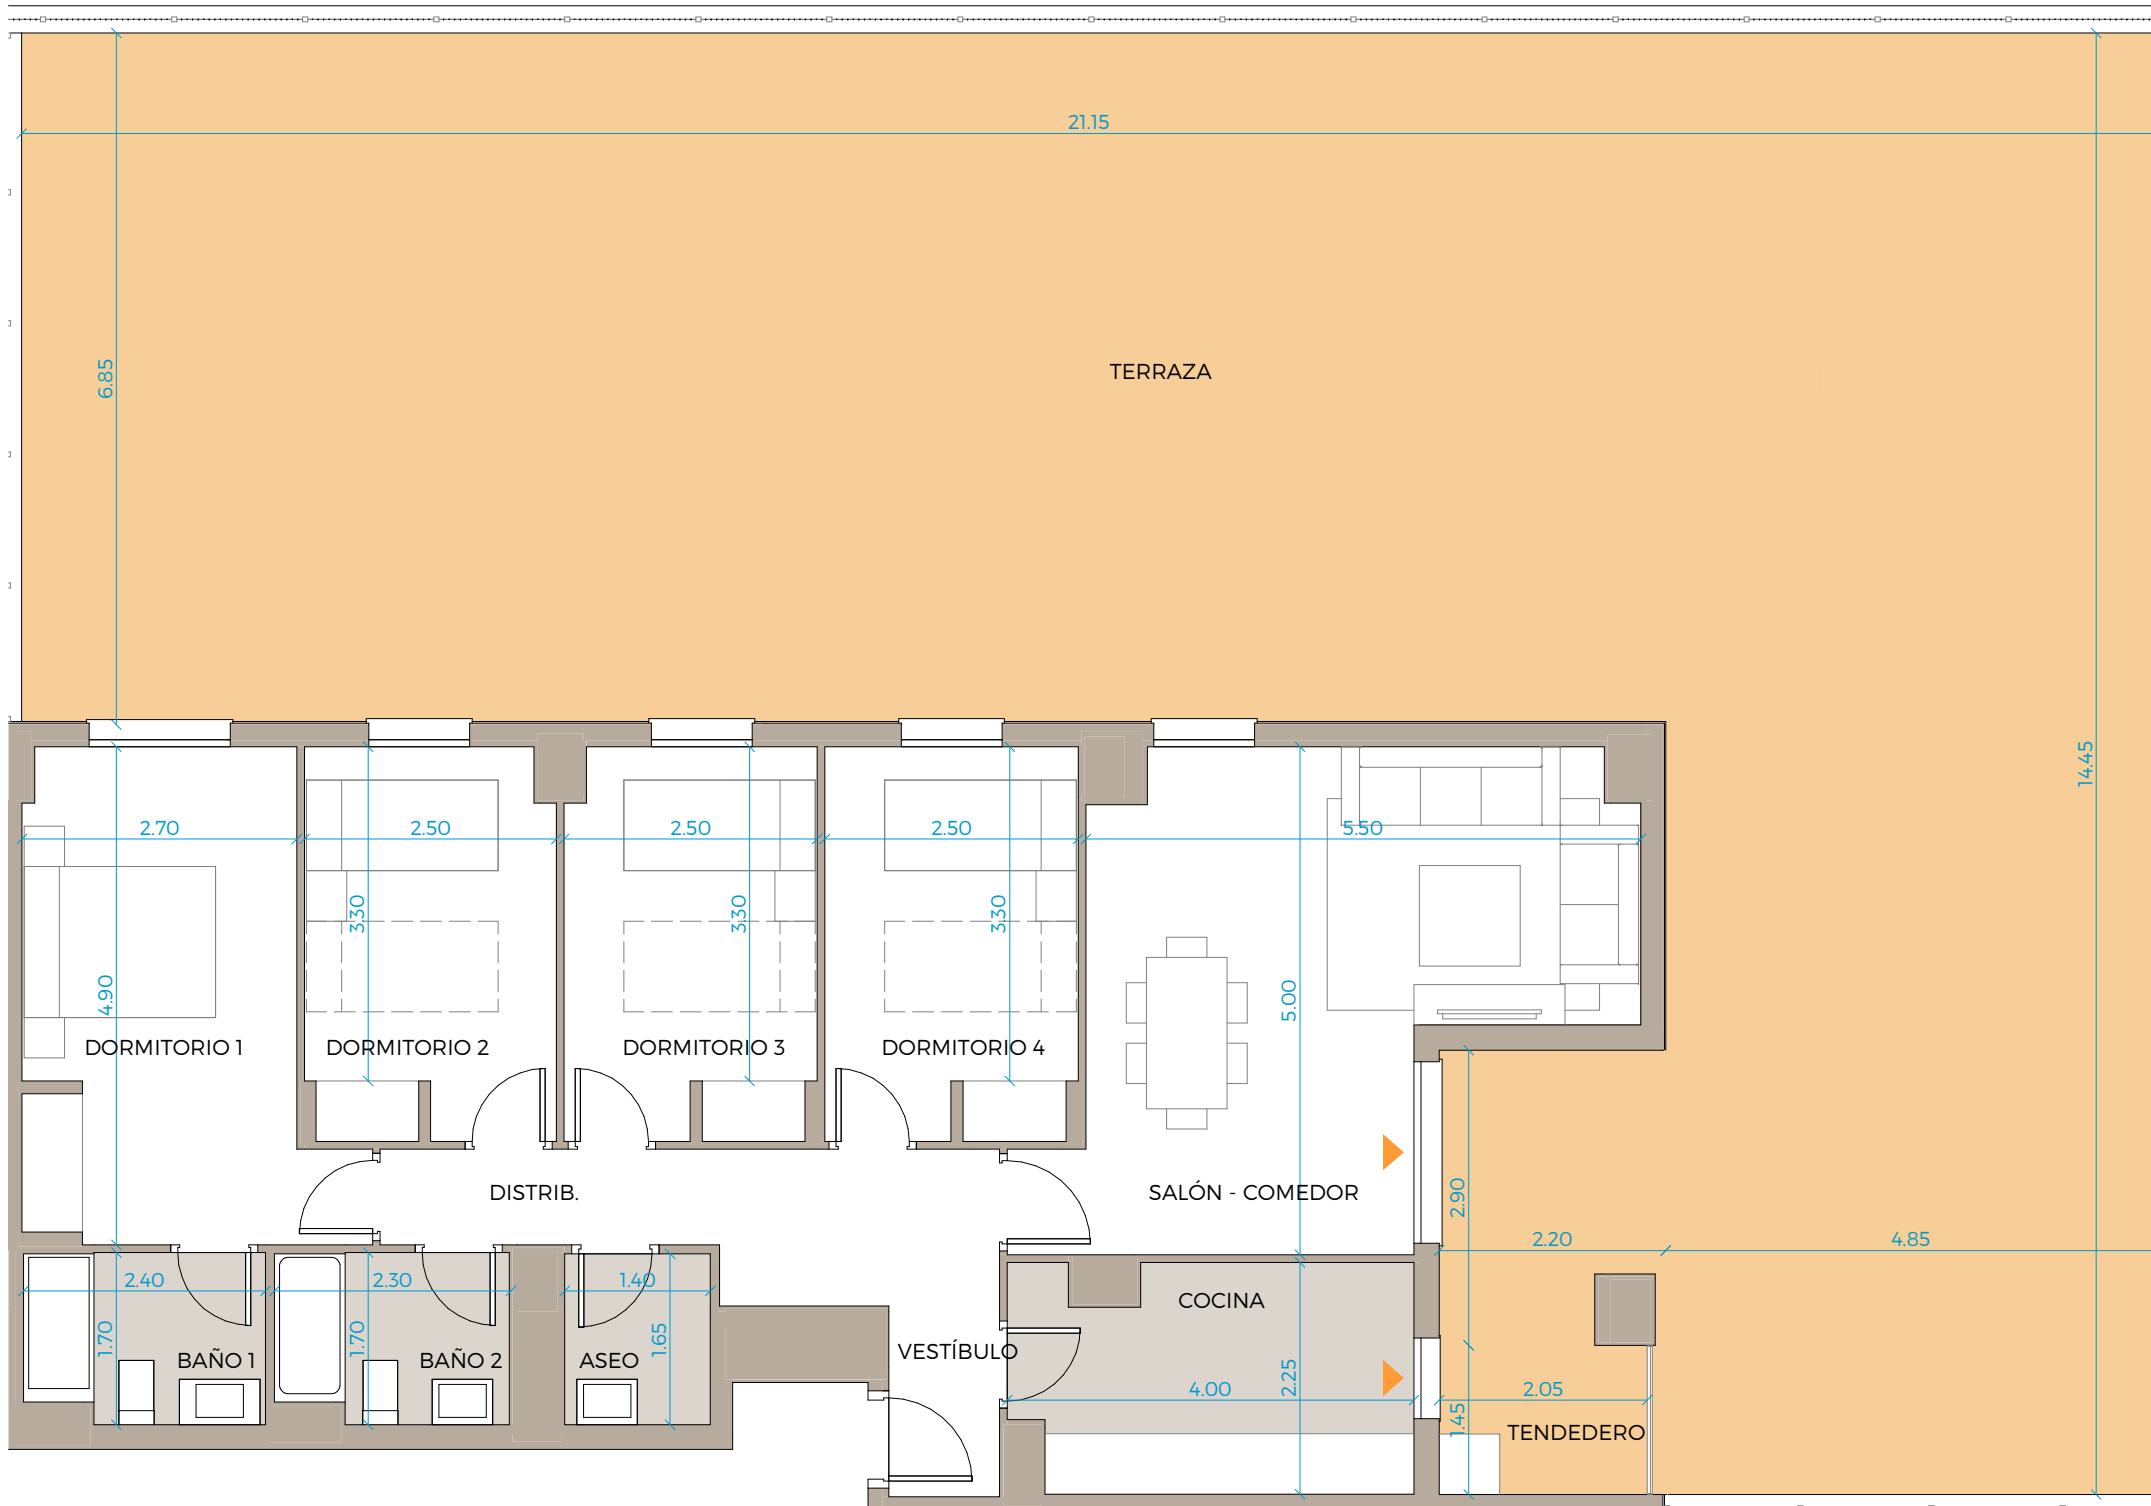 21.15
6.85
TERRAZA
14.45
2.70
2.50
2.50
2.50
5.50
3.30
3.30
3.30
4.90
5.00
DORMITORIO 1
DORMITORIO 2
DORMITORIO 3
DORMITORIO 4
DISTRIB.
SALÓN - COMEDOR
2.90
2.20
4.85
2.40
2.30
1.40
COCINA
1.70
1.70
1.65
BAÑO 1
BAÑO 2
ASEO
VESTÍBULO
2.25
4.00
2.05
1.45
TENDEDERO